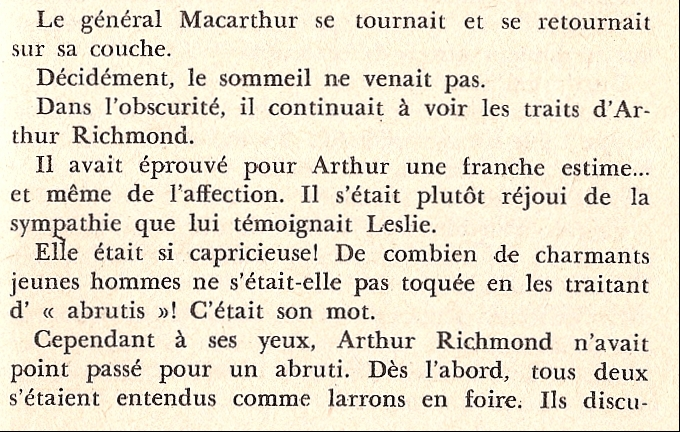 Le général Macarthur se tournait et se retournait
sur sa couche.
Décidément, le sommeil ne venait pas.
Dans l'obscurité, il continuait à voir les traits d'Ar-
thur Richmond.
Il avait éprouvé pour Arthur une franche estime...
et même de l'affection. Il s'était plutôt réjoui de la
sympathie que lui témoignait Leslie.
Elle était si capricieuse! De combien de charmants
jeunes hommes ne s'était-elle pas toquée en les traitant
d' « abrutis »! C'était son mot.
Cependant à ses yeux, Arthur Richmond n'avait
point passé pour un abruti. Dès l'abord, tous deux
s'étaient entendus comme larrons en foire. Ils discu-